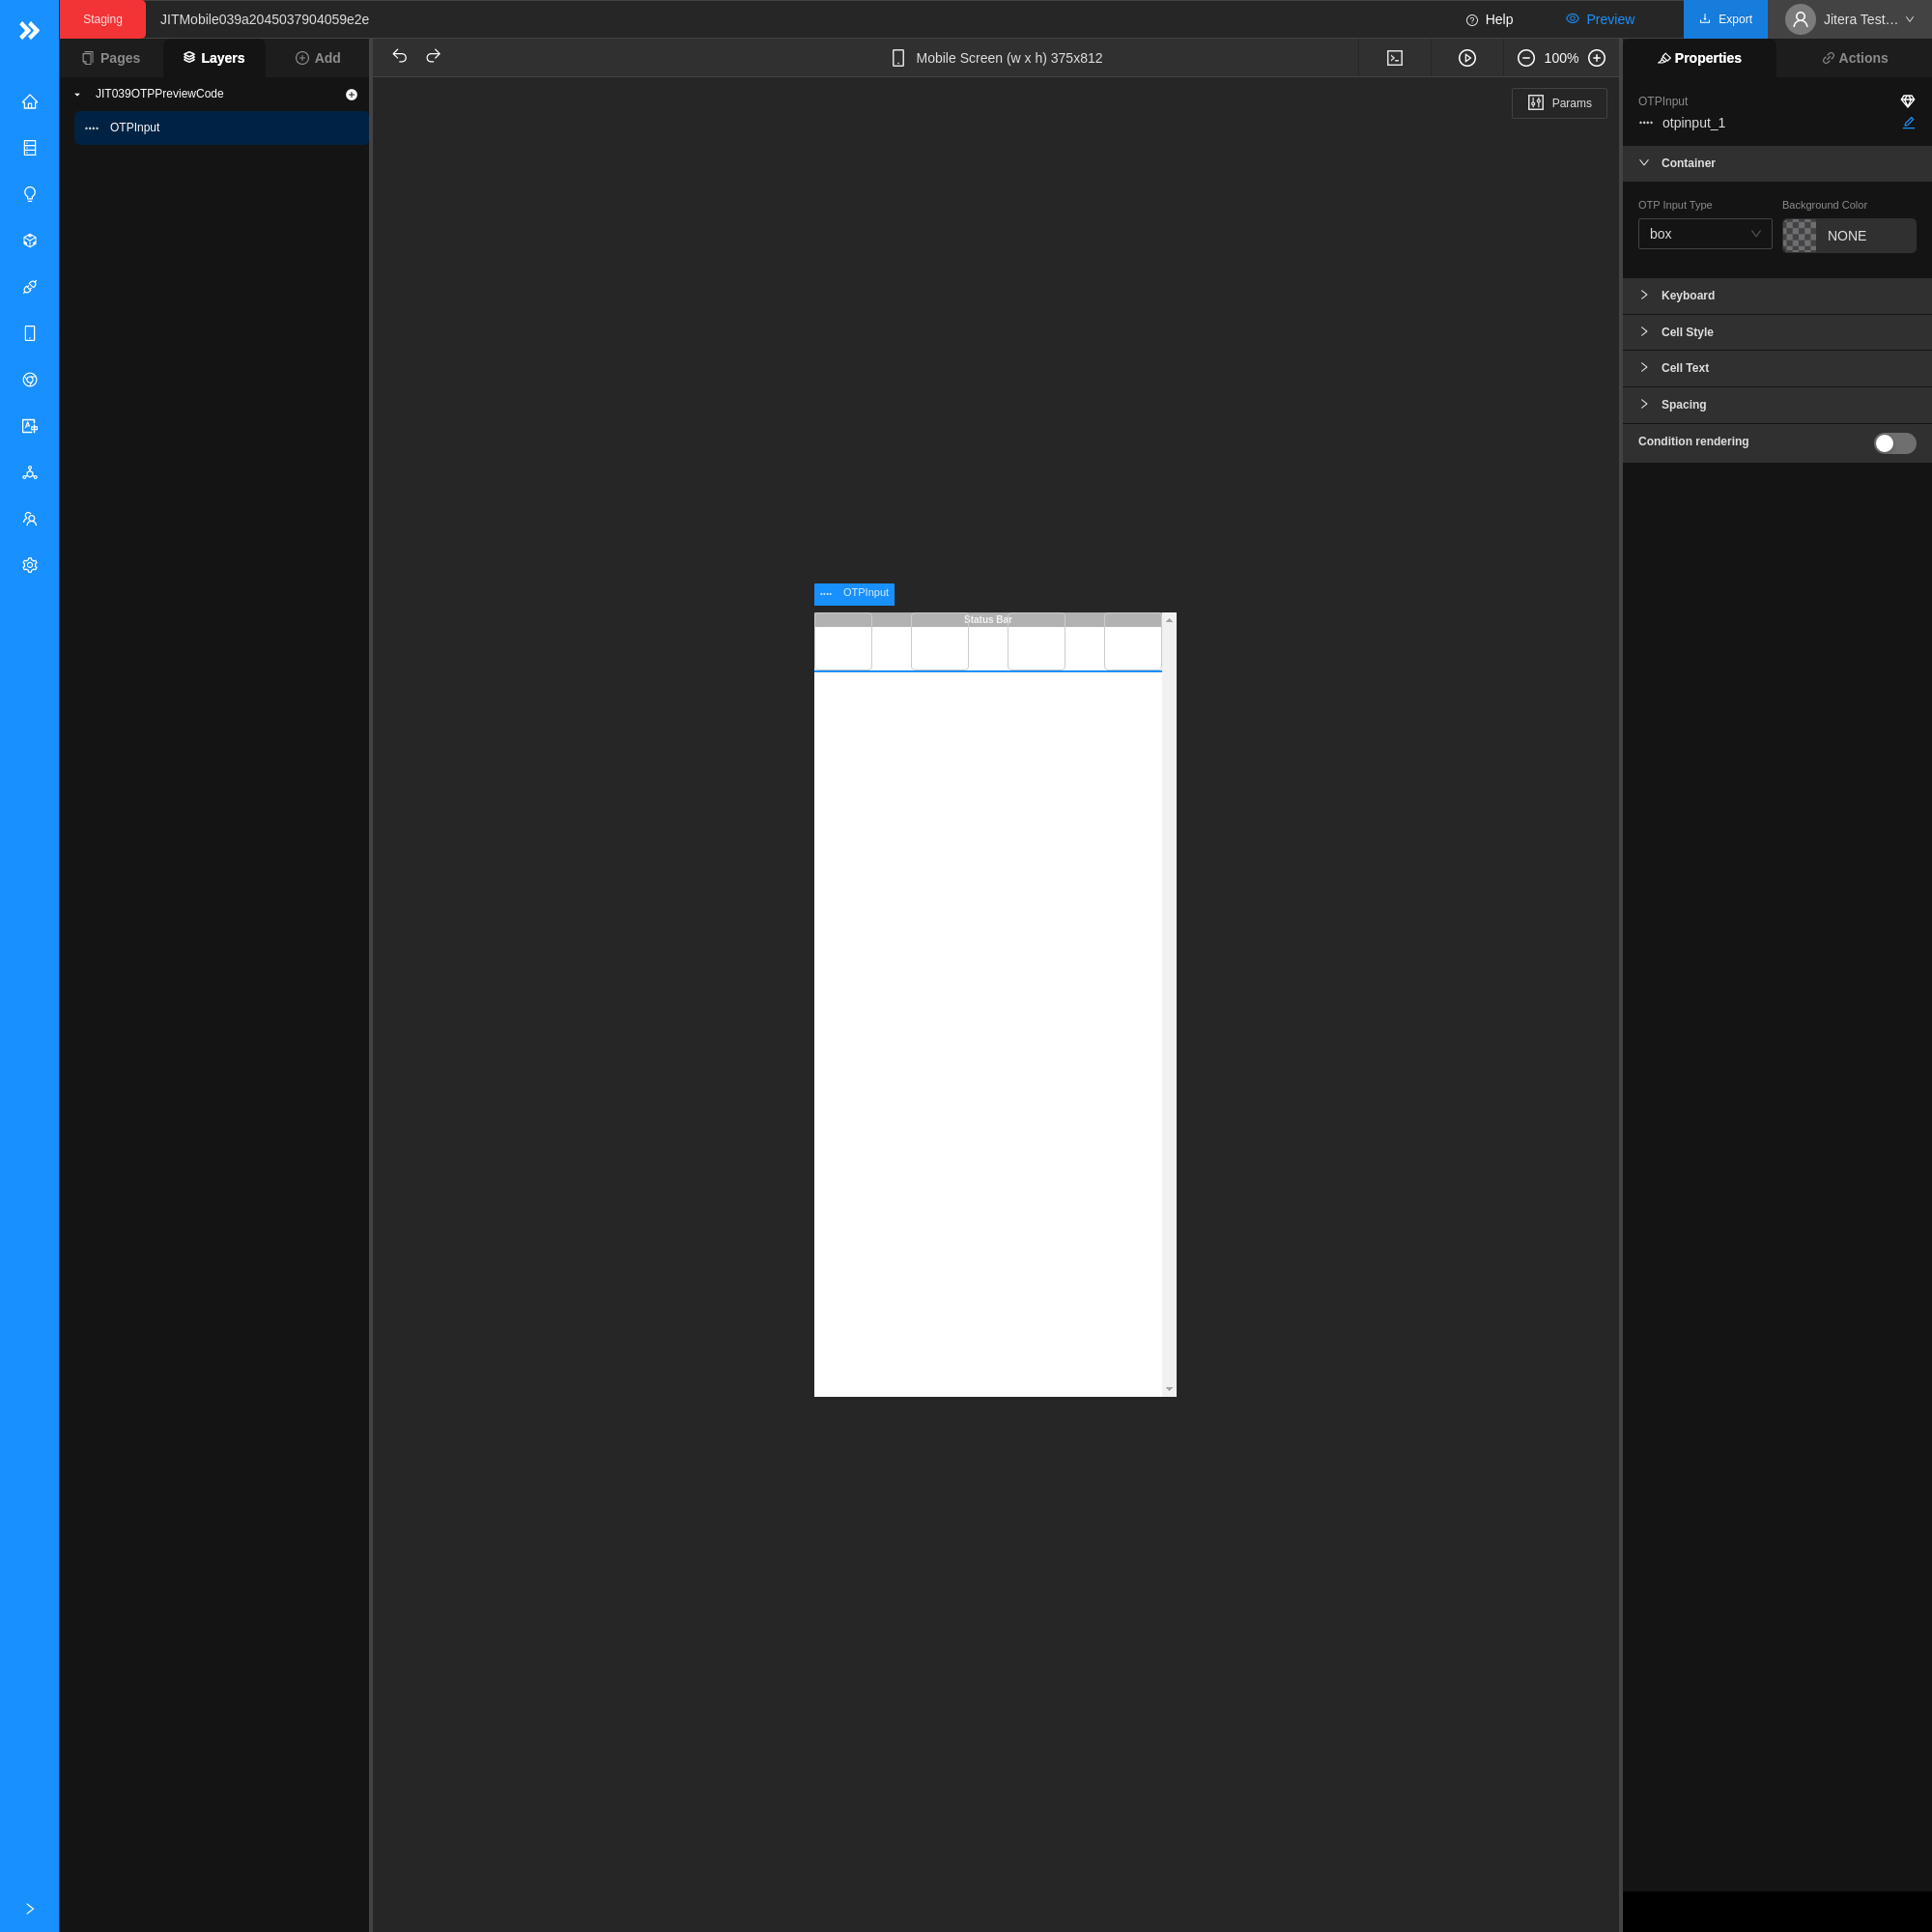 Staging
JITMobile039a2045037904059e2e
Help
Preview
Export
Jitera Test...
Pages
Layers
Add
Mobile Screen (w x h) 375x812
100%
Properties
Actions
JIT039OTPPreviewCode
OTPInput
Params
OTPInput
otpinput_1
Container
OTP Input Type
Background Color
box
NONE
Keyboard
Cell Style
Cell Text
Spacing
Condition rendering
OTPInput
Status Bar